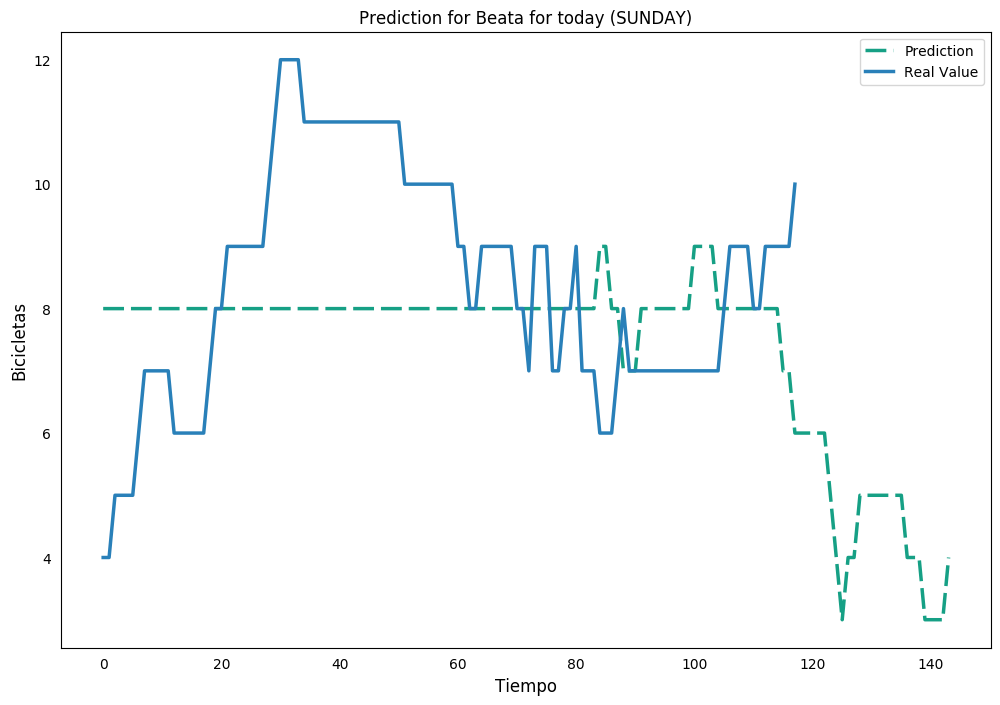 Prediction for Beata for today (SUNDAY)
Prediction
Real Value
12
10
8
6
4
Bicicletas
0 20 40 60 80 100 120 140
Tiempo